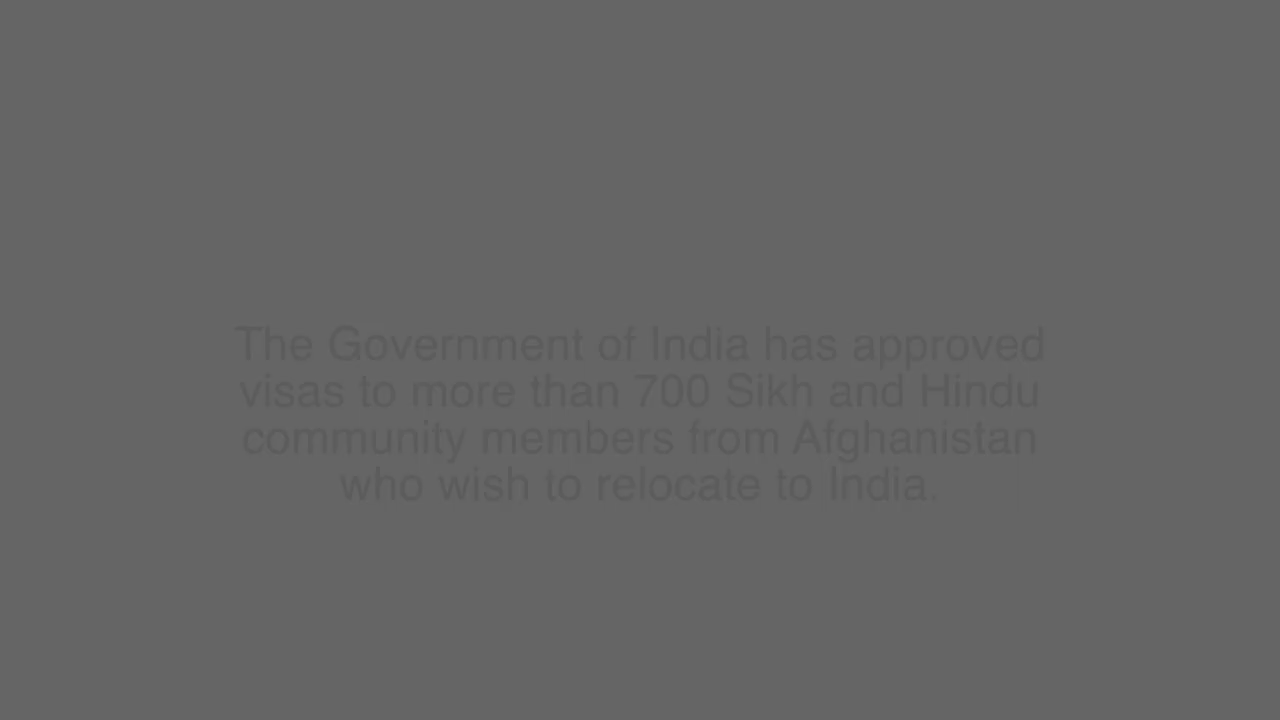 The Government of India has approved
visas to more than 700 Sikh and Hindu
community members from Afghanistan
who wish to relocate to India.